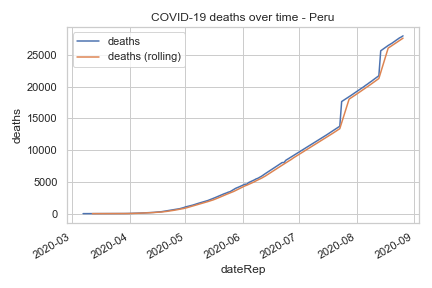 COVID-19 deaths over time - Peru
deaths
deaths (rolling)
deaths
25000
20000
15000
10000
5000
0
2020-03
2020-04
2020-05
2020-06
2020-07
2020-08
2020-09
dateRep